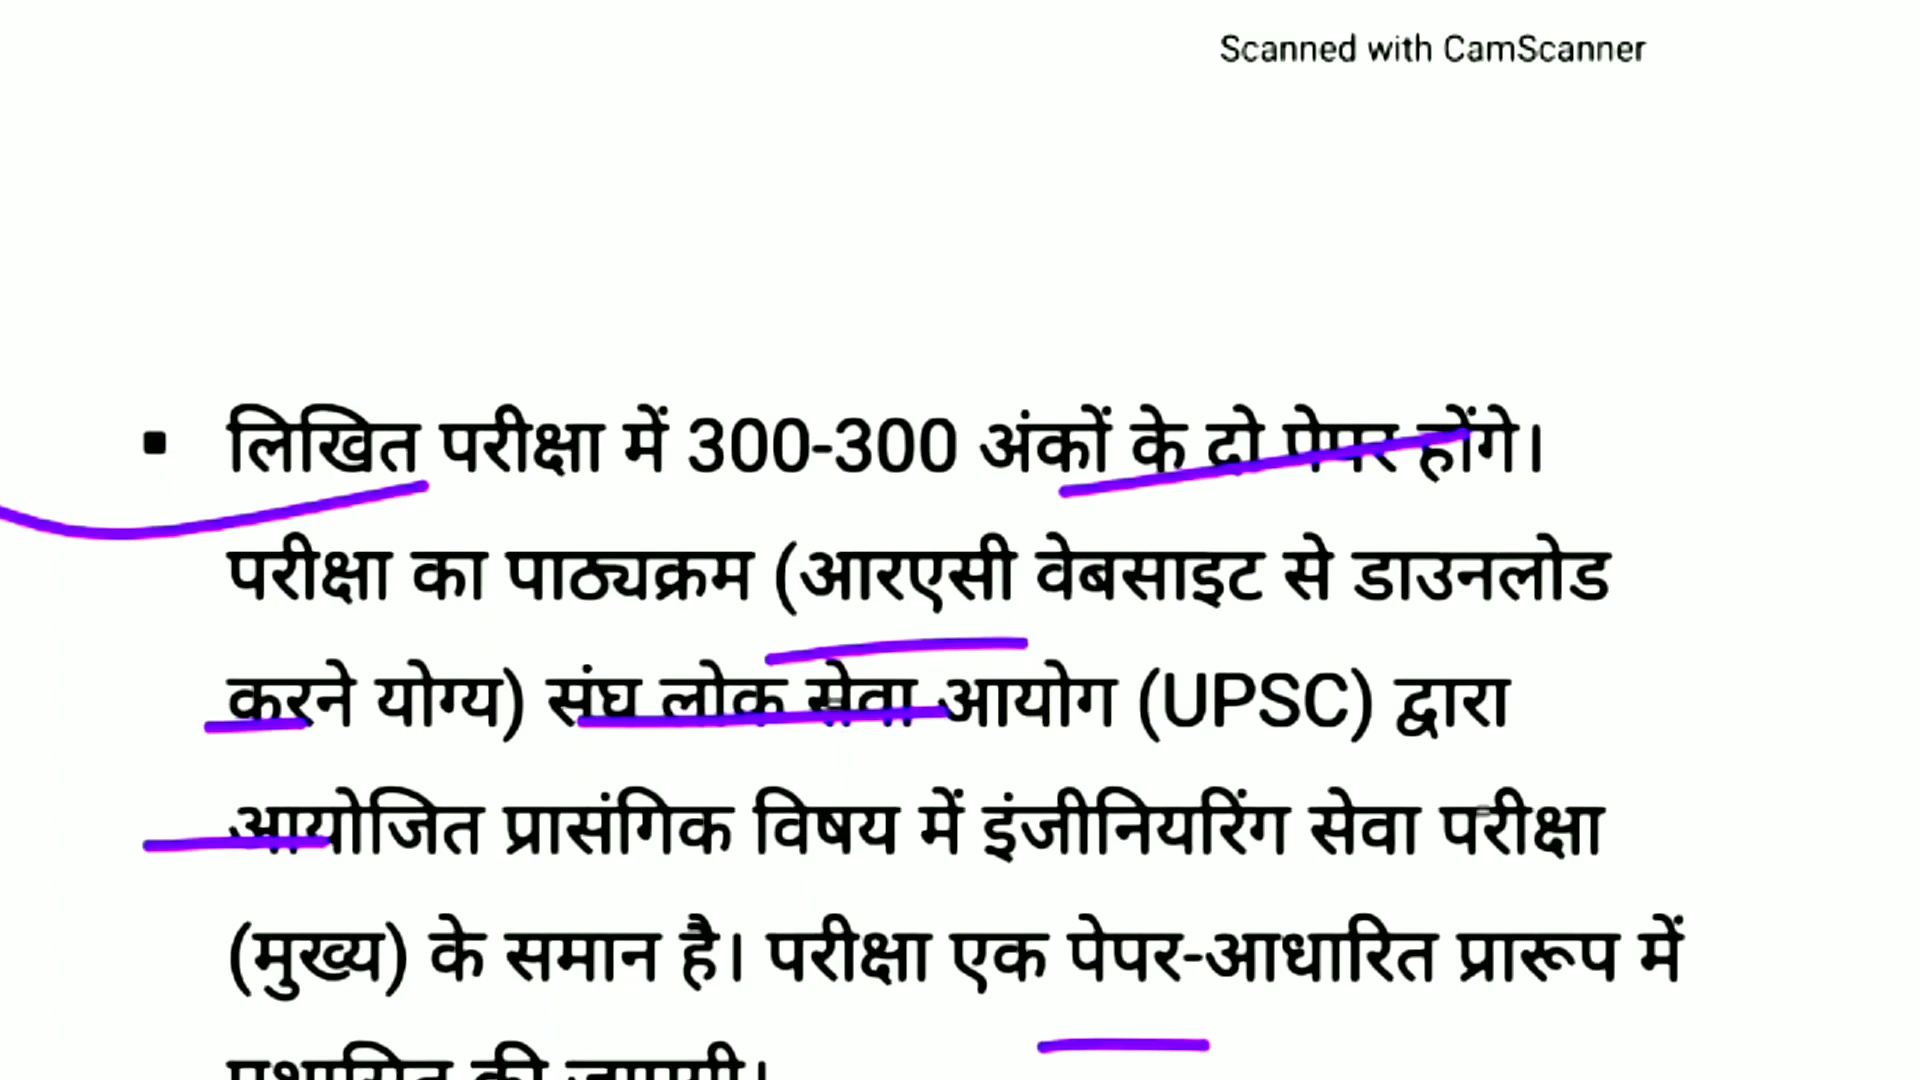 Scanned with CamScanner
▪ लिखित परीक्षा में 300-300 अंकों के दो पेपर होंगे।
परीक्षा का पाठ्यक्रम (आरएसी वेबसाइट से डाउनलोड
करने योग्य) संघ लोक सेवा आयोग (UPSC) द्वारा
आयोजित प्रासंगिक विषय में इंजीनियरिंग सेवा परीक्षा
(मुख्य) के समान है। परीक्षा एक पेपर-आधारित प्रारूप में
की जाएगी।